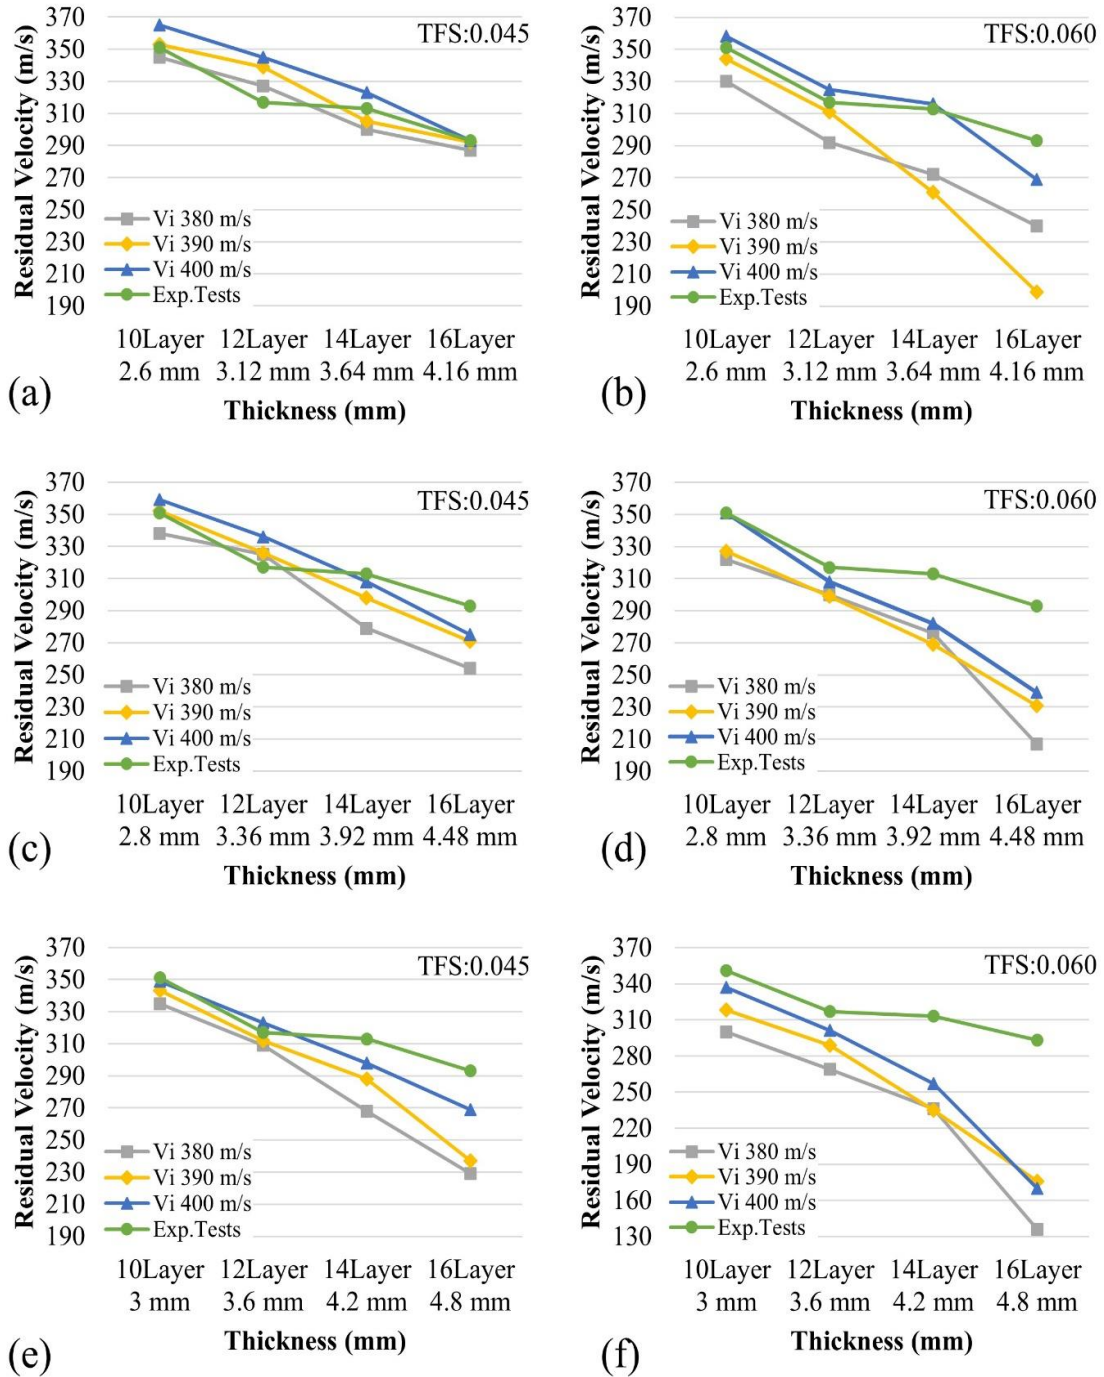 Residual Velocity (m/s)
370
350
330
310
290
270
250
230
210
190
TFS:0.045
Vi 380 m/s
Vi 390 m/s
Vi 400 m/s
Exp.Tests
10Layer 12Layer 14Layer 16Layer
2.6 mm 3.12 mm 3.64 mm 4.16 mm
Thickness (mm)
(a)
Residual Velocity (m/s)
370
350
330
310
290
270
250
230
210
190
TFS:0.060
Vi 380 m/s
Vi 390 m/s
Vi 400 m/s
Exp.Tests
10Layer 12Layer 14Layer 16Layer
2.6 mm 3.12 mm 3.64 mm 4.16 mm
Thickness (mm)
(b)
Residual Velocity (m/s)
370
350
330
310
290
270
250
230
210
190
TFS:0.045
Vi 380 m/s
Vi 390 m/s
Vi 400 m/s
Exp.Tests
10Layer 12Layer 14Layer 16Layer
2.8 mm 3.36 mm 3.92 mm 4.48 mm
Thickness (mm)
(c)
Residual Velocity (m/s)
370
350
330
310
290
270
250
230
210
190
TFS:0.060
Vi 380 m/s
Vi 390 m/s
Vi 400 m/s
Exp.Tests
10Layer 12Layer 14Layer 16Layer
2.8 mm 3.36 mm 3.92 mm 4.48 mm
Thickness (mm)
(d)
Residual Velocity (m/s)
370
350
330
310
290
270
250
230
210
190
TFS:0.045
Vi 380 m/s
Vi 390 m/s
Vi 400 m/s
Exp.Tests
10Layer 12Layer 14Layer 16Layer
3 mm 3.6 mm 4.2 mm 4.8 mm
Thickness (mm)
(e)
Residual Velocity (m/s)
370
340
310
280
250
220
190
160
130
TFS:0.060
Vi 380 m/s
Vi 390 m/s
Vi 400 m/s
Exp.Tests
10Layer 12Layer 14Layer 16Layer
3 mm 3.6 mm 4.2 mm 4.8 mm
Thickness (mm)
(f)